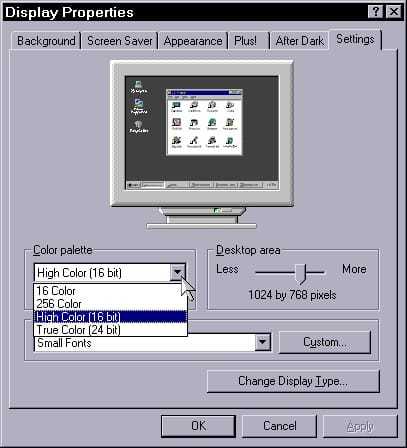 Display Properties
Background
Screen Saver
Appearance
Plus!
After Dark
Settings
Color palette
High Color (16 bit)
16 Color
256 Color
High Color (16 bit)
True Color (24 bit)
Small Fonts
Desktop area
Less
More
1024 by 768 pixels
Custom...
Change Display Type...
OK
Cancel
Apply